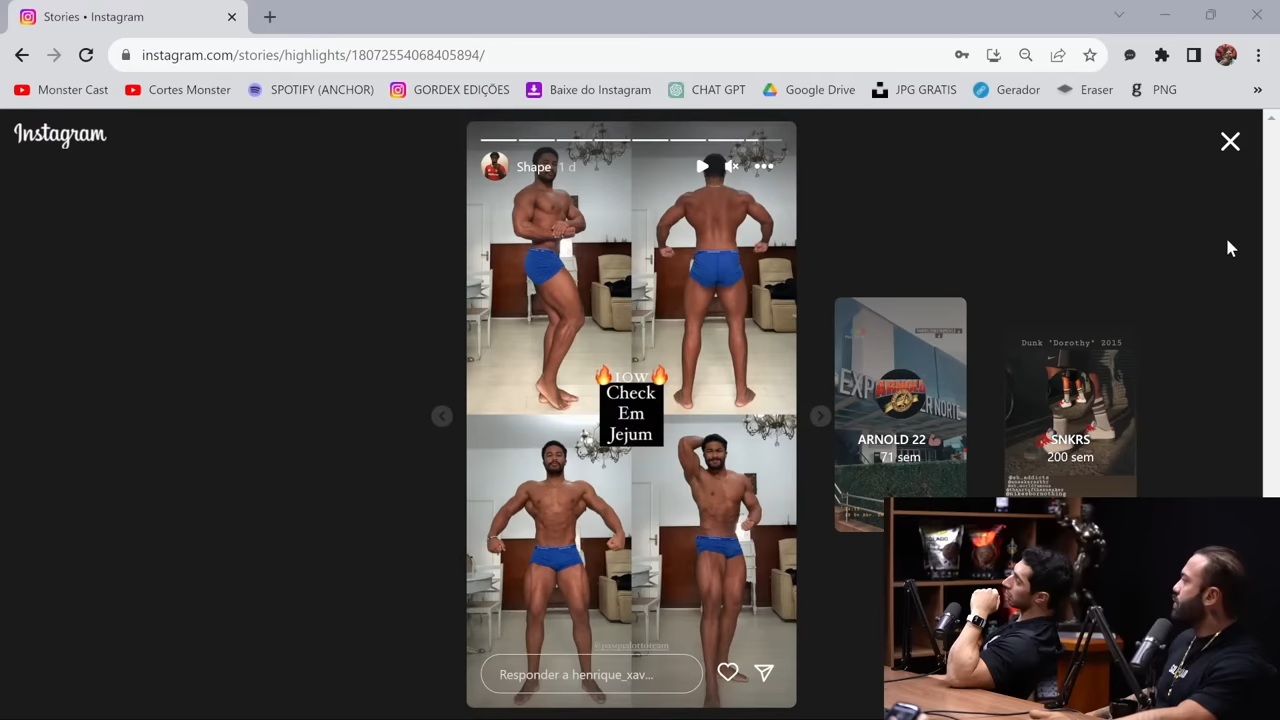 Stories • Instagram
instagram.com/stories/highlights/18072554068405894/
Monster Cast
Cortes Monster
SPOTIFY (ANCHOR)
GORDEX EDIÇÕES
Baixe do Instagram
CHAT GPT
Google Drive
JPG GRATIS
Gerador
Eraser
PNG
»
Instagram
Shape 1 d
LOW
Check
Em
Jejum
Responder a henrique_xav...
ARNOLD
ARNOLD 22
71 sem
Dunk "Dorothy" 2015
SNKRS
200 sem